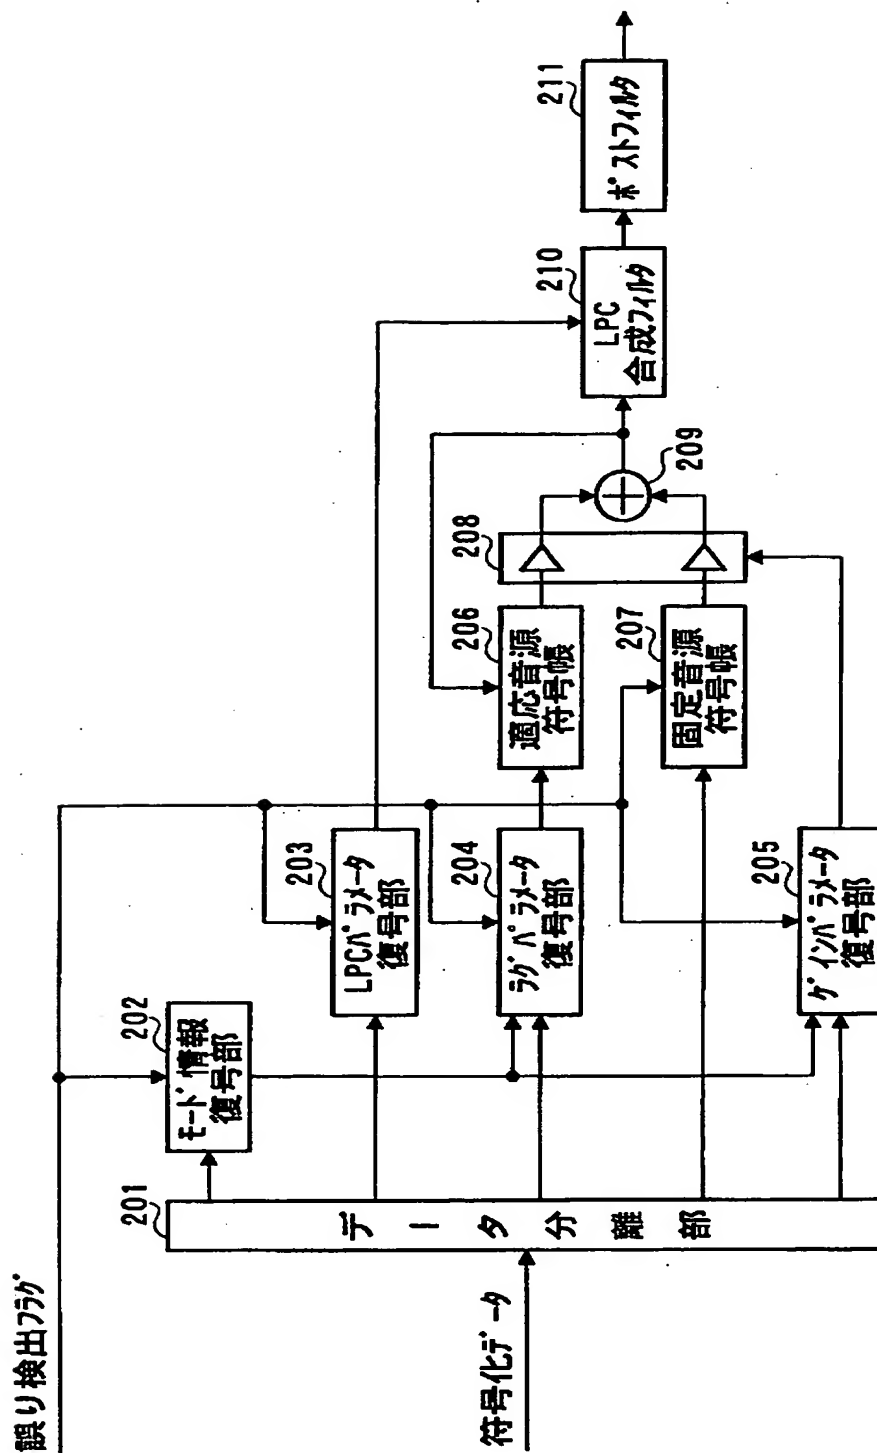 誤り検出フラグ
符号化データ
201
データ分離部
202
モード情報
復号部
203
LPCパラメータ
復号部
204
ラグパラメータ
復号部
205
ゲインパラメータ
復号部
206
適応音源
符号帳
207
固定音源
符号帳
208
209
210
LPC
合成フィルタ
211
ポストフィルタ